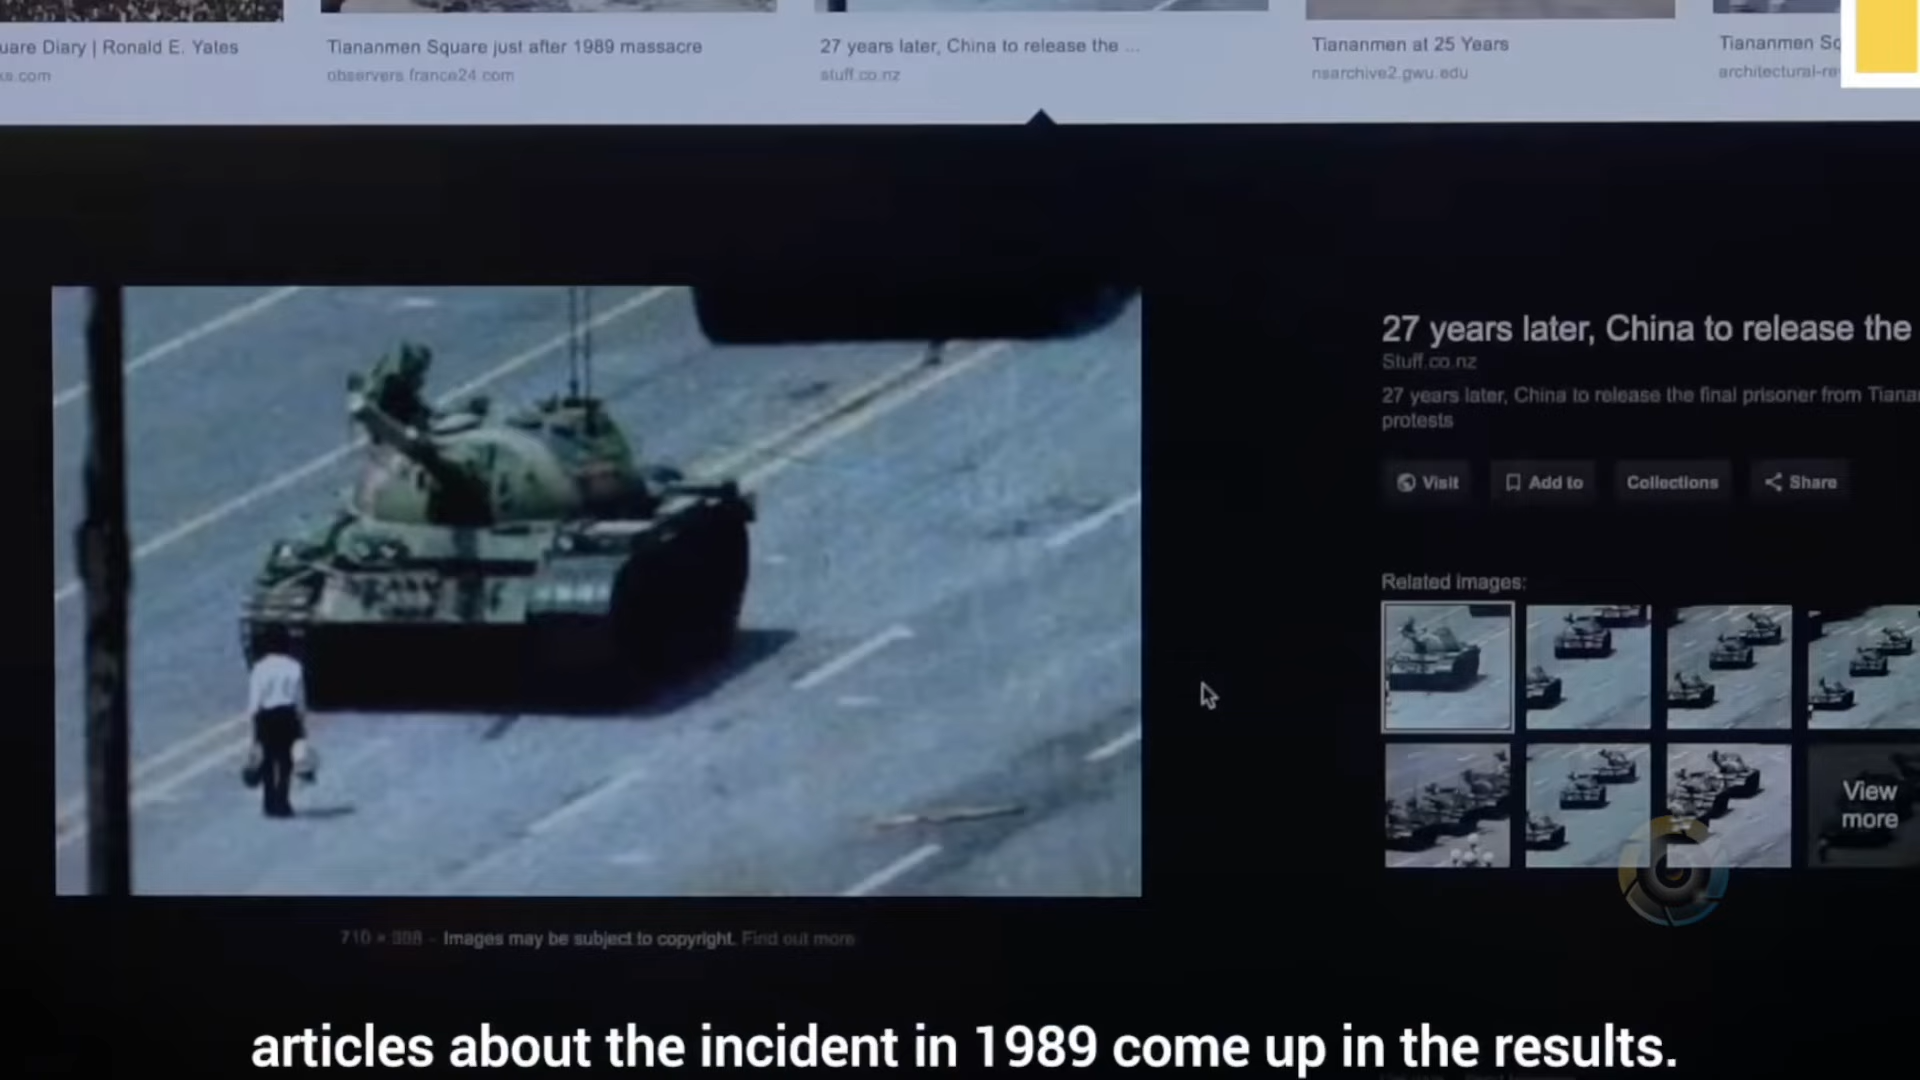 uare Diary | Ronald E. Yates
ke.com
Tiananmen Square just after 1989 massacre
observers.france24.com
27 years later, China to release the ...
stuff.co.nz
Tiananmen at 25 Years
nsarchive2.gwu.edu
Tiananmen Sq
architectural-re
27 years later, China to release the
Stuff.co.nz
27 years later, China to release the final prisoner from Tiana
protests
Visit
Add to
Collections
Share
Related images:
View
more
Images may be subject to copyright. Find out more
articles about the incident in 1989 come up in the results.